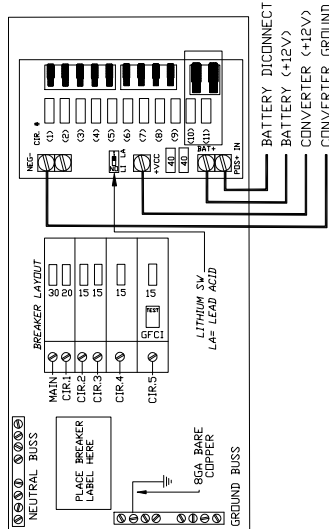 CIR. #
(1)
(2)
(3)
(4)
(5)
(6)
(7)
(8)
(9)
(10)
(11)
NEG-
LA
LI
+VCC
40
40
BAT+
POS+ IN
BATTERY DICONNECT
BATTERY (+12V)
CONVERTER (+12V)
CONVERTER GROUND
BREAKER LAYOUT
30
20
15
15
15
15
TEST
GFCI
MAIN
CIR.1
CIR.2
CIR.3
CIR.4
CIR.5
LITHIUM SW
LA= LEAD ACID
NEUTRAL BUSS
PLACE BREAKER
LABEL HERE
8GA BARE
COPPER
GROUND BUSS